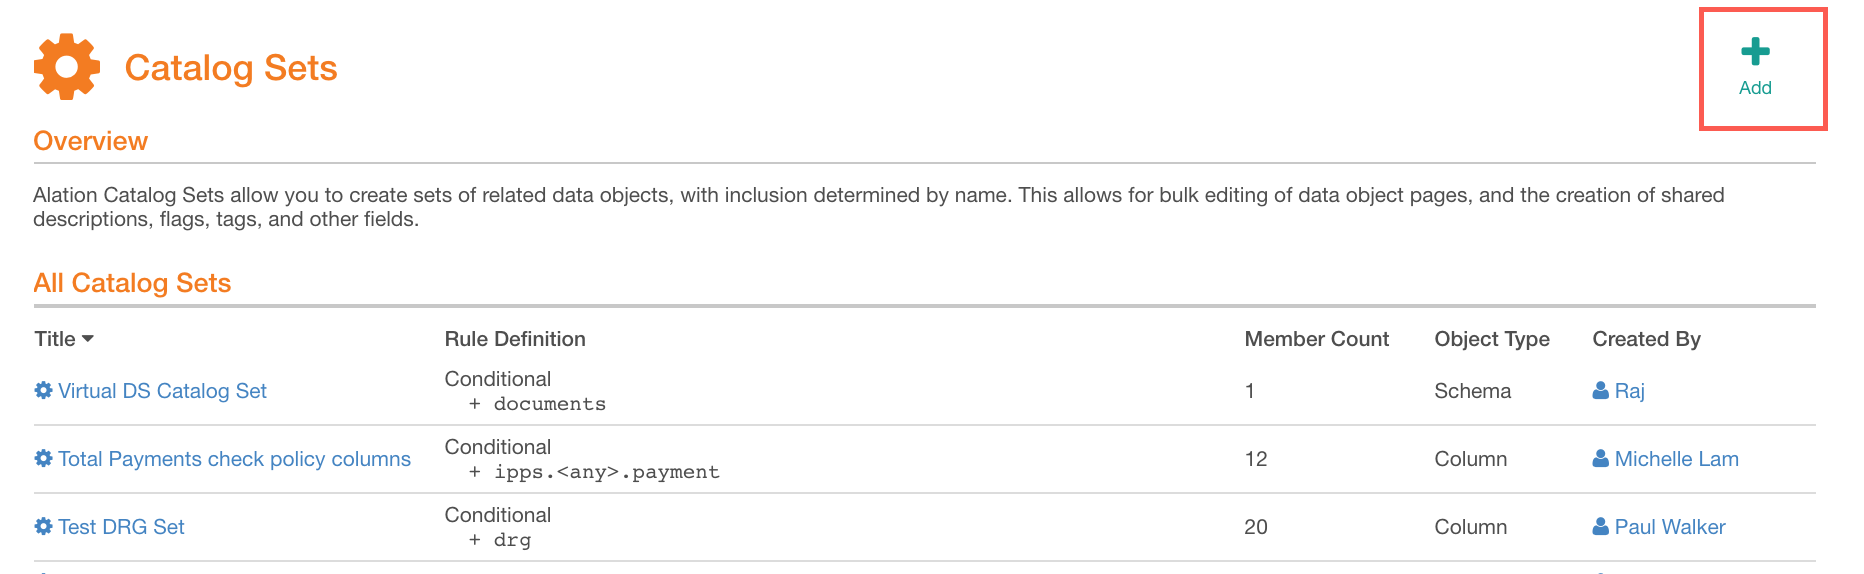 Catalog Sets
Add
Overview
Alation Catalog Sets allow you to create sets of related data objects, with inclusion determined by name. This allows for bulk editing of data object pages, and the creation of shared
descriptions, flags, tags, and other fields.
All Catalog Sets
Title Rule Definition Member Count Object Type Created By
Virtual DS Catalog Set Conditional 1 Schema Raj
+ documents
Total Payments check policy columns Conditional 12 Column Michelle Lam
+ ipps.<any>.payment
Test DRG Set Conditional 20 Column Paul Walker
+ drg